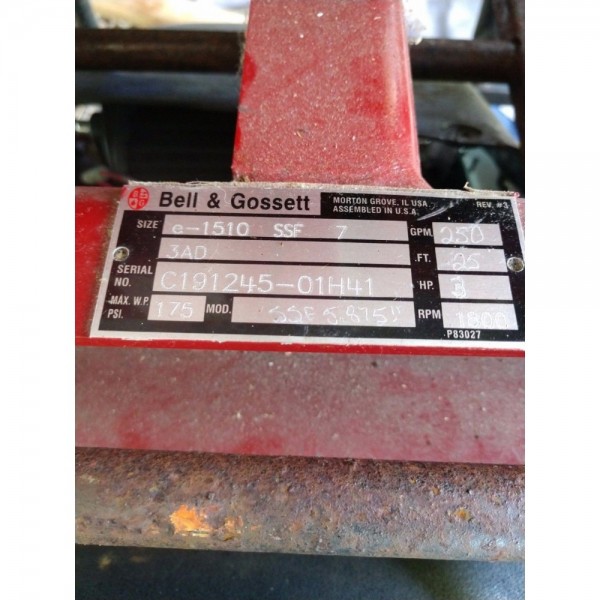 Bell & Gossett MORTON GROVE, IL USA REV. #3
ASSEMBLED IN U.S.A.
SIZE e-1510 SSF 7 GPM 250
3AD FT. 25
SERIAL NO. C191245-01H41 HP. 3
MAX. W.P. PSI. 175 MOD. SSF 5.875" RPM 1800
P83027